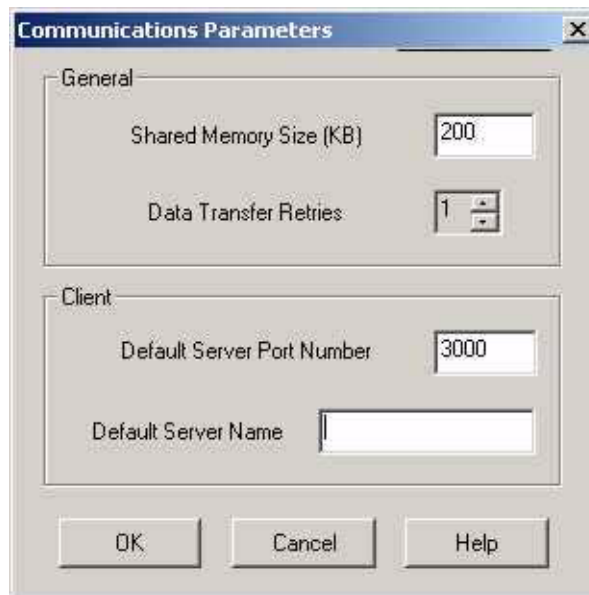 Communications Parameters
General
Shared Memory Size (KB) 200
Data Transfer Retries 1
Client
Default Server Port Number 3000
Default Server Name
OK Cancel Help